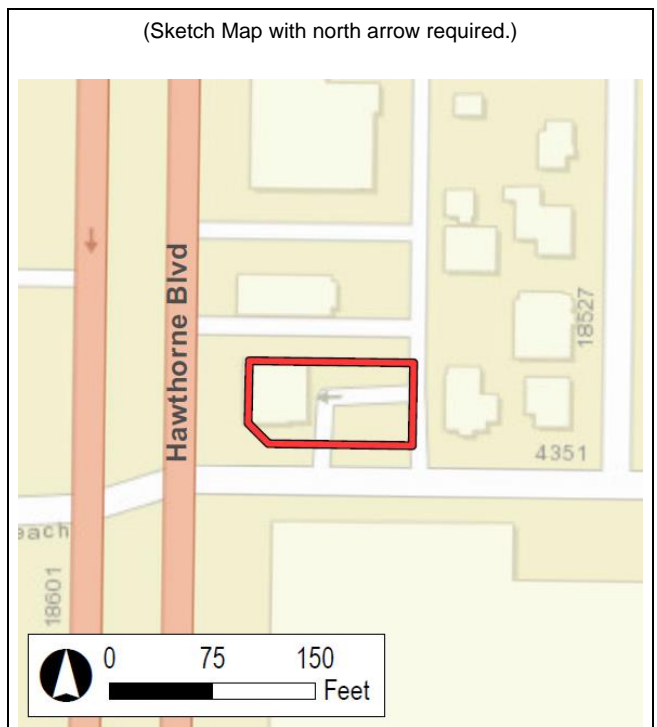 (Sketch Map with north arrow required.)
Hawthorne Blvd
18527
4351
each
18601
0 75 150
Feet